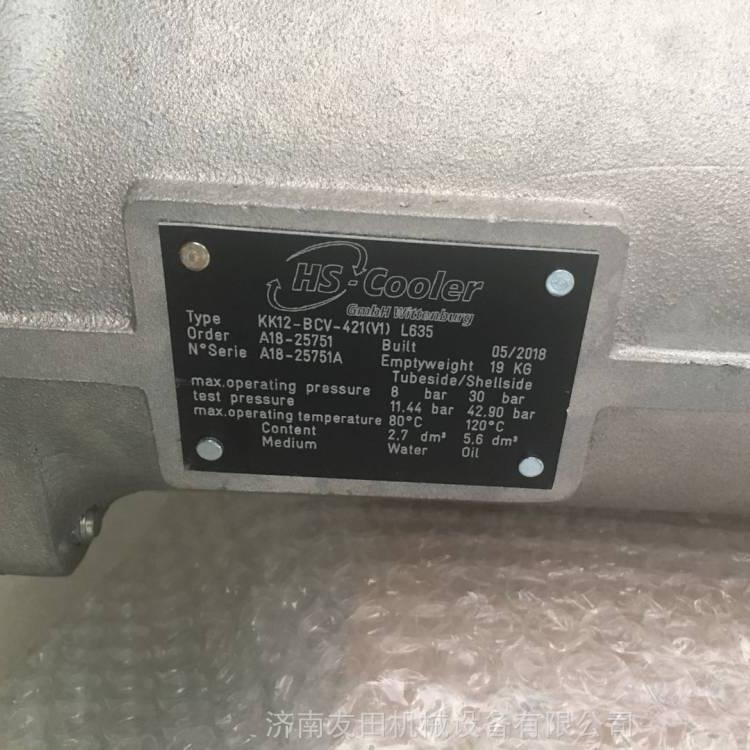 HS-Cooler
GmbH Wittenburg
Type KK12-BCV-421(V1) L635
Order A18-25751 Built 05/2018
N°Serie A18-25751A Emptyweight 19 KG
Tubeside/Shellside
max.operating pressure 8 bar 30 bar
test pressure 11.44 bar 42.90 bar
max.operating temperature 80°C 120°C
Content 2.7 dm³ 5.6 dm³
Medium Water Oil
济南友田机械设备有限公司